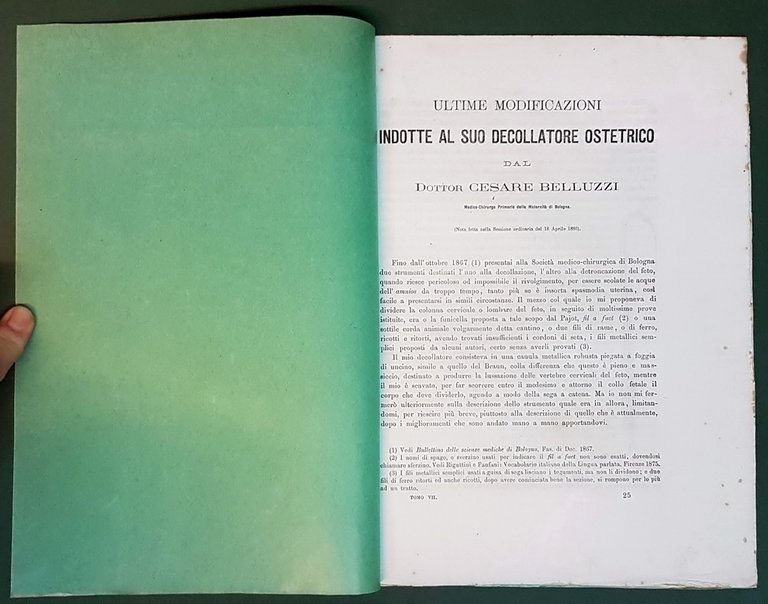 ULTIME MODIFICAZIONI
INDOTTE AL SUO DECOLLATORE OSTETRICO
DAL
DOTTOR CESARE BELLUZZI
Medico-Chirurgo Primario della Maternità di Bologna.
(Nota letta nella Sessione ordinaria del 18 Aprile 1886).
Fino dall'ottobre 1867 (1) presentai alla Società medico-chirurgica di Bologna
due strumenti destinati l'uno alla decollazione, l'altro alla detroncazione del feto,
quando riesce pericoloso od impossibile il rivolgimento, per essere scolate le acque
dell'amnios da troppo tempo, tanto più se è insorta spasmodia uterina, così
facile a presentarsi in simili circostanze. Il mezzo col quale io mi proponeva di
dividere la colonna cervicale o lombare del feto, in seguito di moltissime prove
istituite, era o la funicella proposta a tale scopo dal Pajot, fil a fuet (2) o una
sottile corda animale volgarmente detta cantino, o due fili di rame, o di ferro,
ricotti e ritorti, avendo trovati insufficienti i cordoni di seta, i fili metallici sem-
plici proposti da alcuni autori, certo senza averli provati (3).
Il mio decollatore consisteva in una canula metallica robusta piegata a foggia
di uncino, simile a quello del Braun, colla differenza che questo è pieno e mas-
siccio, destinato a produrre la lussazione delle vertebre cervicali del feto, mentre
il mio è scavato, per far scorrere entro il medesimo e attorno il collo fetale il
corpo che deve dividerlo, agendo a modo della sega a catena. Ma io non mi fer-
merò ulteriormente sulla descrizione dello strumento quale era in allora, limitan-
domi, per riescire più breve, piuttosto alla descrizione di quello che è attualmente,
dopo i miglioramenti che sono andato mano a mano apportandovi.
(1) Vedi Bullettino delle scienze mediche di Bologna, Fas. di Dec. 1867.
(2) I nomi di spago, o sverzino usati per indicare il fil a fuet non sono esatti, dovendosi
chiamare sferzino. Vedi Rigutini e Fanfani: Vocabolario italiano della Lingua parlata, Firenze 1875.
(3) I fili metallici semplici usati a guisa di sega lisciano i tegumenti, ma non li dividono; e due
fili di ferro ritorti ed anche ricotti, dopo avere cominciata bene la sezione, si rompono per lo più
ad un tratto.
TOMO VII. 25